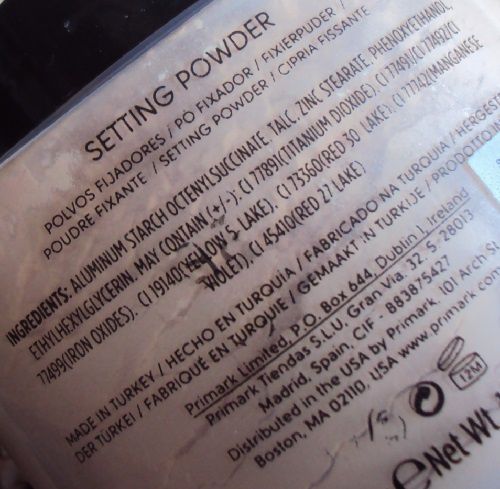 SETTING POWDER
POLVOS FIJADORES / PÓ FIXADOR / FIXIERPUDER /
POUDRE FIXANTE / SETTING POWDER / CIPRIA FISSANTE
INGREDIENTS: ALUMINUM STARCH OCTENYLSUCCINATE, TALC, ZINC STEARATE, PHENOXYETHANOL,
ETHYLHEXYLGLYCERIN, MAY CONTAIN (+/-): CI 77891(TITANIUM DIOXIDE). CI 77491/CI 77492/CI
77499(IRON OXIDES). CI 19140(YELLOW 5 LAKE). CI 73360(RED 30 LAKE). CI 77742(MANGANESE
VIOLET). CI 45410(RED 27 LAKE)
MADE IN TURKEY / HECHO EN TURQUÍA / FABRICADO NA TURQUIA / HERGES
DER TÜRKEI / FABRIQUÉ EN TURQUIE / GEMAAKT IN TURKIJE / PRODOTTO
Primark Limited, P.O. Box 644, Dublin 1, Ireland
Primark Tiendas S.L.U. Gran Via. 32. 5. 28013
Madrid, Spain. CIF - B83875427
Distributed in the USA by Primark. 101 Arch St
Boston, MA 02110, USA www.primark.com
12M
e Net Wt